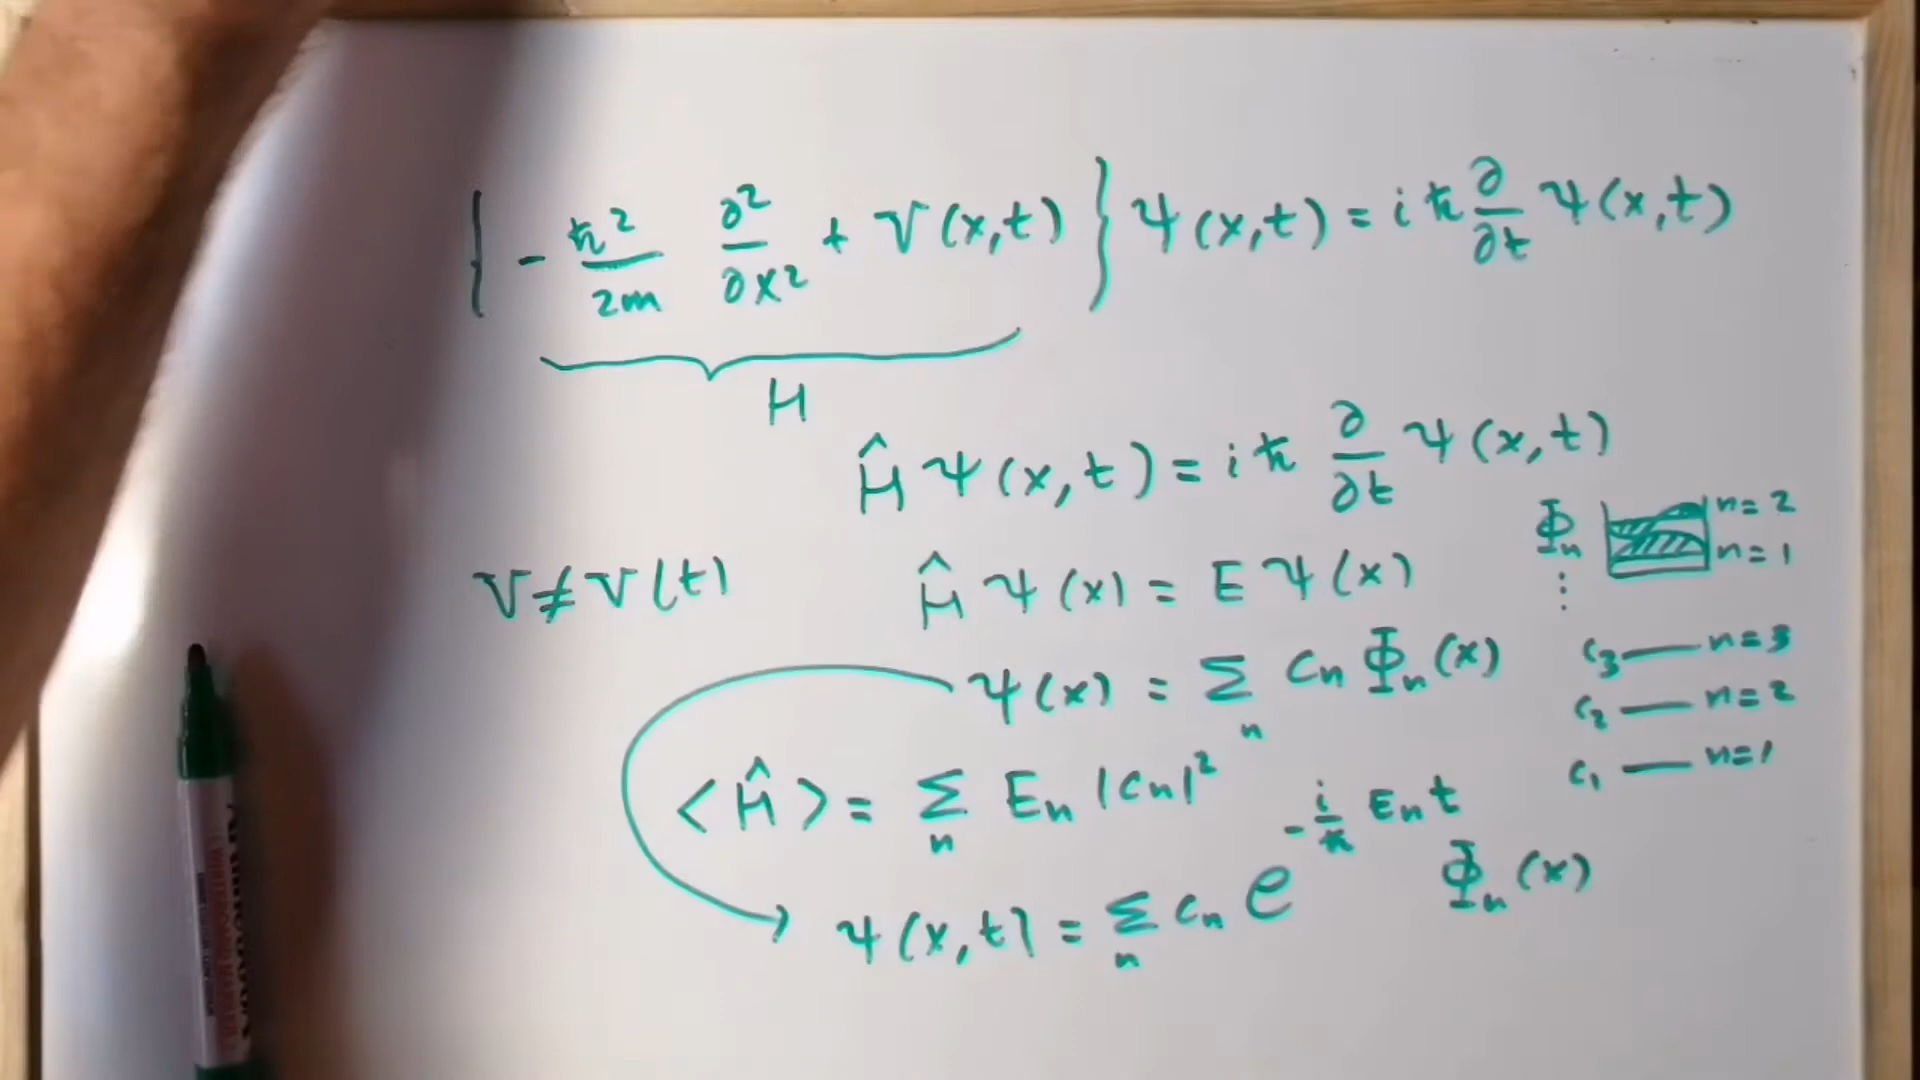 { - ħ²/2m ∂²/∂x² + V(x,t) } Ψ(x,t) = iħ ∂/∂t Ψ(x,t)
H
Ĥ Ψ(x,t) = iħ ∂/∂t Ψ(x,t)
V ≠ V(t)
Ĥ Ψ(x) = E Ψ(x)
Φn
n=2
n=1
⋮
Ψ(x) = Σn cn Φn(x)
c3 — n=3
c2 — n=2
c1 — n=1
<Ĥ> = Σn En |cn|²
Ψ(x,t) = Σn cn e^(-i/ħ En t) Φn(x)